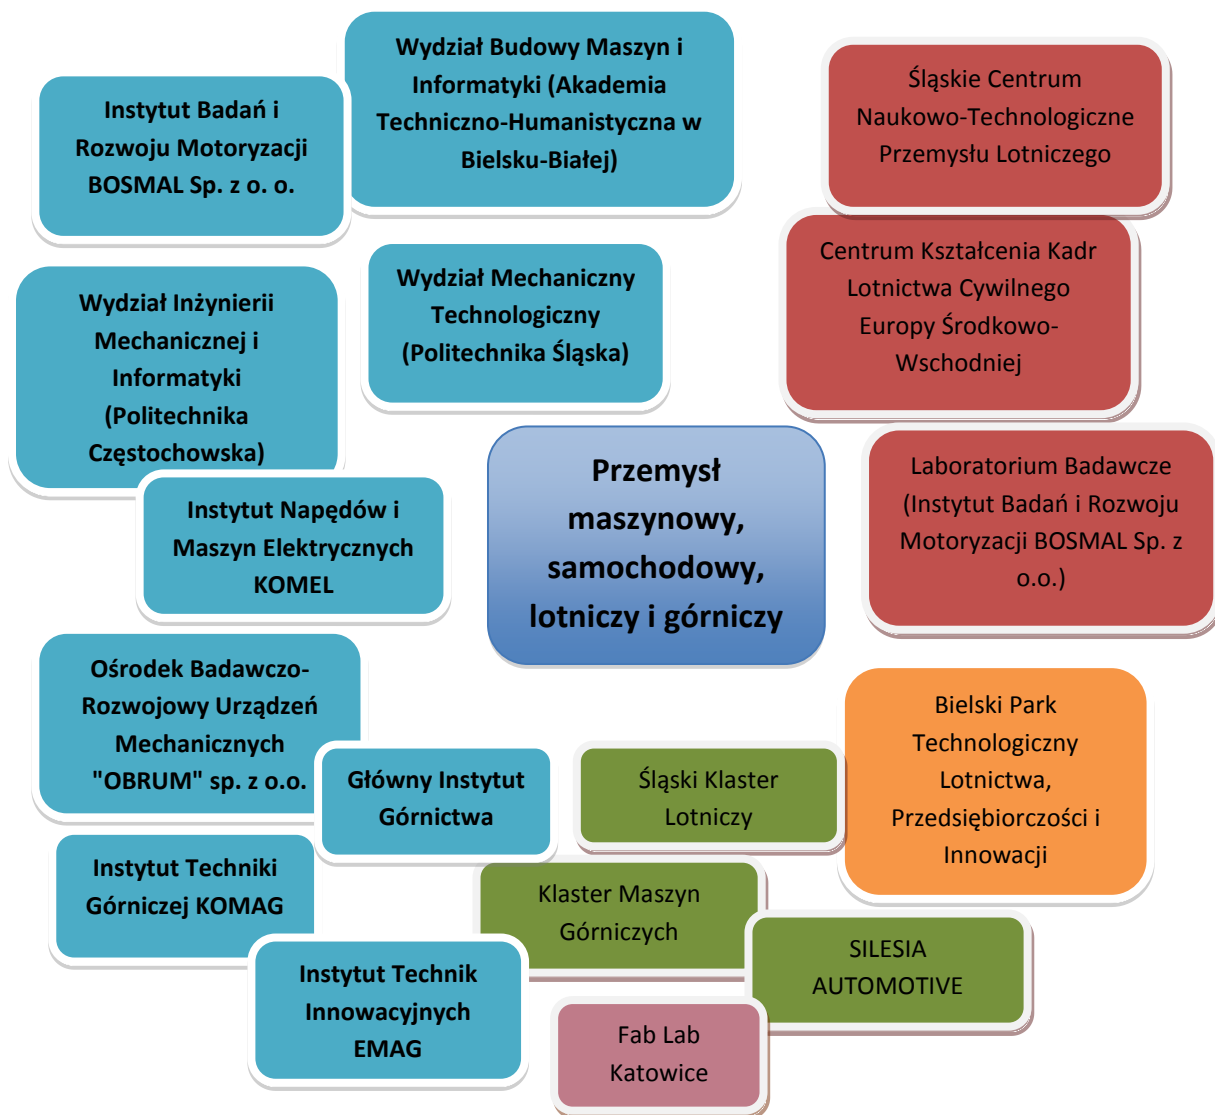 Wydział Budowy Maszyn i
Informatyki (Akademia
Techniczno-Humanistyczna w
Bielsku-Białej)
Instytut Badań i
Rozwoju Motoryzacji
BOSMAL Sp. z o. o.
Śląskie Centrum
Naukowo-Technologiczne
Przemysłu Lotniczego
Wydział Inżynierii
Mechanicznej i
Informatyki
(Politechnika
Częstochowska)
Wydział Mechaniczny
Technologiczny
(Politechnika Śląska)
Centrum Kształcenia Kadr
Lotnictwa Cywilnego
Europy Środkowo-
Wschodniej
Przemysł
maszynowy,
samochodowy,
lotniczy i górniczy
Laboratorium Badawcze
(Instytut Badań i Rozwoju
Motoryzacji BOSMAL Sp. z
o.o.)
Instytut Napędów i
Maszyn Elektrycznych
KOMEL
Ośrodek Badawczo-
Rozwojowy Urządzeń
Mechanicznych
"OBRUM" sp. z o.o.
Główny Instytut
Górnictwa
Śląski Klaster
Lotniczy
Bielski Park
Technologiczny
Lotnictwa,
Przedsiębiorczości i
Innowacji
Instytut Techniki
Górniczej KOMAG
Klaster Maszyn
Górniczych
SILESIA
AUTOMOTIVE
Instytut Technik
Innowacyjnych
EMAG
Fab Lab
Katowice